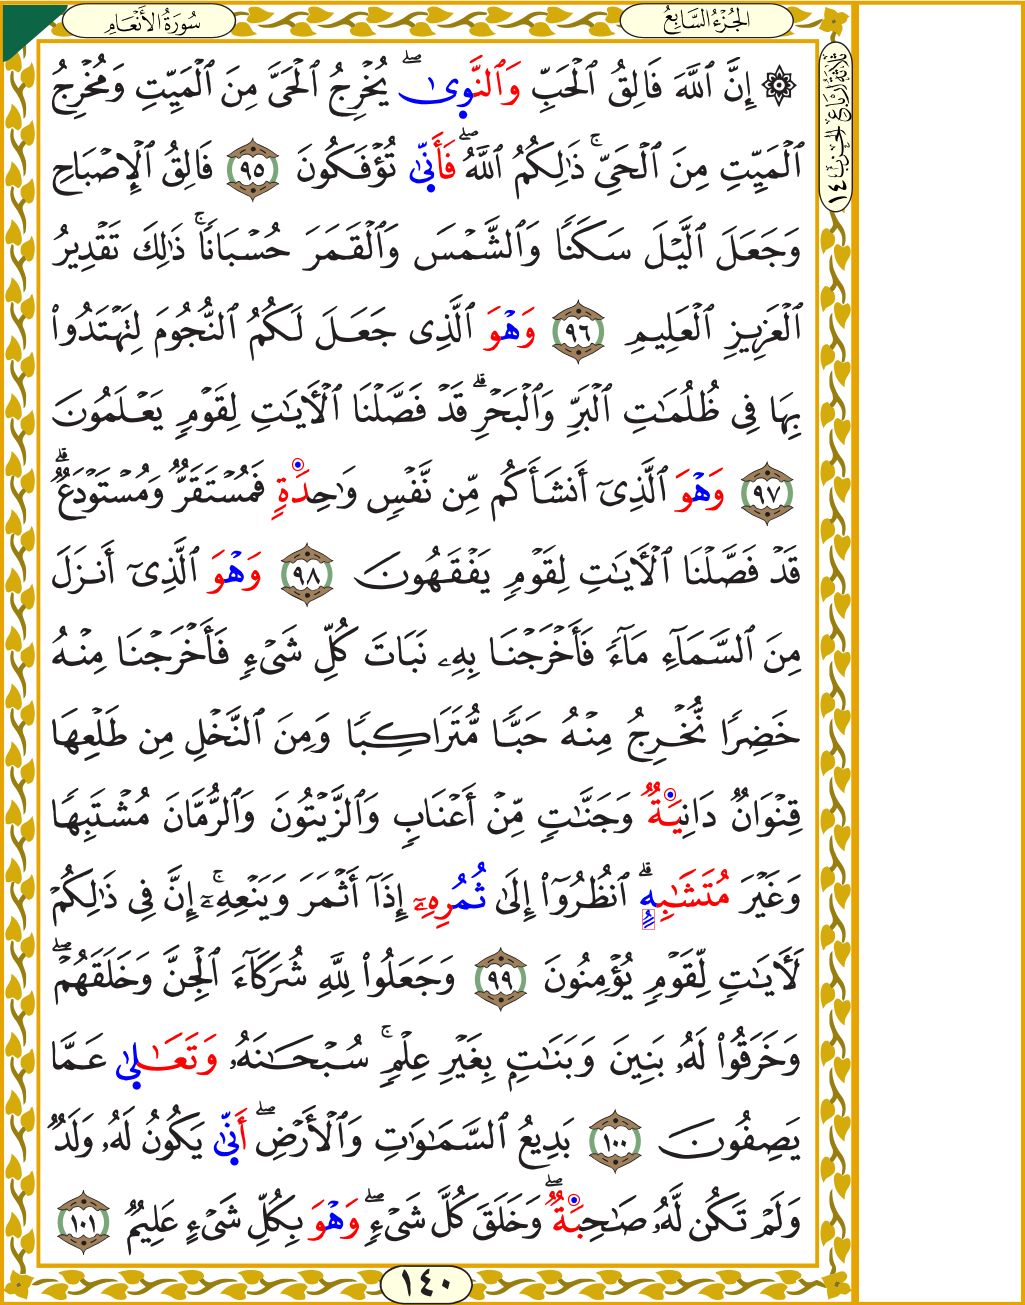 سُورَةُ الأَنْعَامِ
الجُزْءُ السَّابِعُ
ثلاثة أرباع الحزب ١٤
۞ إِنَّ ٱللَّهَ فَالِقُ ٱلْحَبِّ وَٱلنَّوَىٰۖ يُخْرِجُ ٱلْحَىَّ مِنَ ٱلْمَيِّتِ وَمُخْرِجُ
ٱلْمَيِّتِ مِنَ ٱلْحَىِّۚ ذَٰلِكُمُ ٱللَّهُۖ فَأَنَّىٰ تُؤْفَكُونَ ٩٥ فَالِقُ ٱلْإِصْبَاحِ
وَجَعَلَ ٱلَّيْلَ سَكَنًا وَٱلشَّمْسَ وَٱلْقَمَرَ حُسْبَانًاۚ ذَٰلِكَ تَقْدِيرُ
ٱلْعَزِيزِ ٱلْعَلِيمِ ٩٦ وَهْوَ ٱلَّذِى جَعَلَ لَكُمُ ٱلنُّجُومَ لِتَهْتَدُوا۟
بِهَا فِى ظُلُمَٰتِ ٱلْبَرِّ وَٱلْبَحْرِۗ قَدْ فَصَّلْنَا ٱلْأَيَٰتِ لِقَوْمٍ يَعْلَمُونَ
٩٧ وَهْوَ ٱلَّذِىٓ أَنشَأَكُم مِّن نَّفْسٍ وَٰحِدَةٍ فَمُسْتَقَرٌّ وَمُسْتَوْدَعٌۗ
قَدْ فَصَّلْنَا ٱلْأَيَٰتِ لِقَوْمٍ يَفْقَهُونَ ٩٨ وَهْوَ ٱلَّذِىٓ أَنزَلَ
مِنَ ٱلسَّمَآءِ مَآءً فَأَخْرَجْنَا بِهِۦ نَبَاتَ كُلِّ شَىْءٍ فَأَخْرَجْنَا مِنْهُ
خَضِرًا نُّخْرِجُ مِنْهُ حَبًّا مُّتَرَاكِبًا وَمِنَ ٱلنَّخْلِ مِن طَلْعِهَا
قِنْوَانٌ دَانِيَةٌ وَجَنَّٰتٍ مِّنْ أَعْنَابٍ وَٱلزَّيْتُونَ وَٱلرُّمَّانَ مُشْتَبِهًا
وَغَيْرَ مُتَشَٰبِهٍۗ ٱنظُرُوٓا۟ إِلَىٰ ثُمُرِهِۦٓ إِذَآ أَثْمَرَ وَيَنْعِهِۦٓۚ إِنَّ فِى ذَٰلِكُمْ
لَأَيَٰتٍ لِّقَوْمٍ يُؤْمِنُونَ ٩٩ وَجَعَلُوا۟ لِلَّهِ شُرَكَآءَ ٱلْجِنَّ وَخَلَقَهُمْۖ
وَخَرَقُوا۟ لَهُۥ بَنِينَ وَبَنَٰتٍۭ بِغَيْرِ عِلْمٍۚ سُبْحَٰنَهُۥ وَتَعَٰلَىٰ عَمَّا
يَصِفُونَ ١٠٠ بَدِيعُ ٱلسَّمَٰوَٰتِ وَٱلْأَرْضِۖ أَنَّىٰ يَكُونُ لَهُۥ وَلَدٌ
وَلَمْ تَكُن لَّهُۥ صَٰحِبَةٌۖ وَخَلَقَ كُلَّ شَىْءٍۖ وَهْوَ بِكُلِّ شَىْءٍ عَلِيمٌ ١٠١
١٤٠